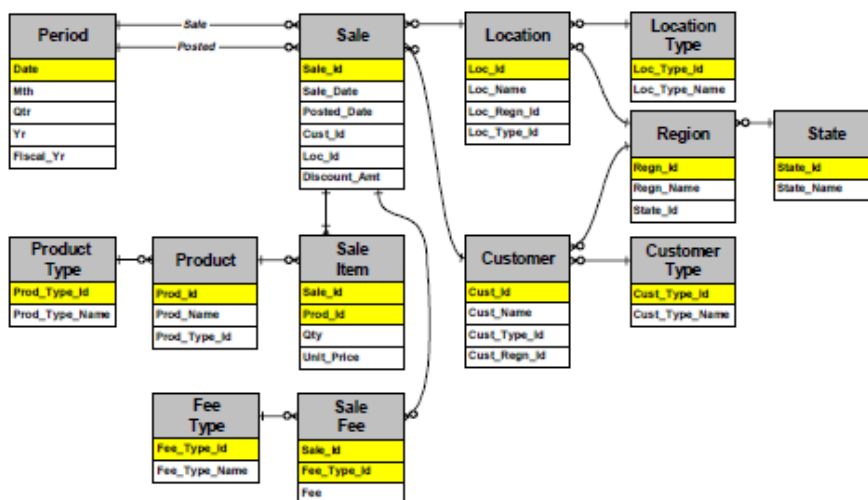 Period
Date
Mth
Qtr
Yr
Fiscal_Yr
Sale
Posted
Sale
Sale_Id
Sale_Date
Posted_Date
Cust_Id
Loc_Id
Discount_Amt
Location
Loc_Id
Loc_Name
Loc_Regn_Id
Loc_Type_Id
Location
Type
Loc_Type_Id
Loc_Type_Name
Region
Regn_Id
Regn_Name
State_Id
State
State_Id
State_Name
Product
Type
Prod_Type_Id
Prod_Type_Name
Product
Prod_Id
Prod_Name
Prod_Type_Id
Sale
Item
Sale_Id
Prod_Id
Qty
Unit_Price
Customer
Cust_Id
Cust_Name
Cust_Type_Id
Cust_Regn_Id
Customer
Type
Cust_Type_Id
Cust_Type_Name
Fee
Type
Fee_Type_Id
Fee_Type_Name
Sale
Fee
Sale_Id
Fee_Type_Id
Fee